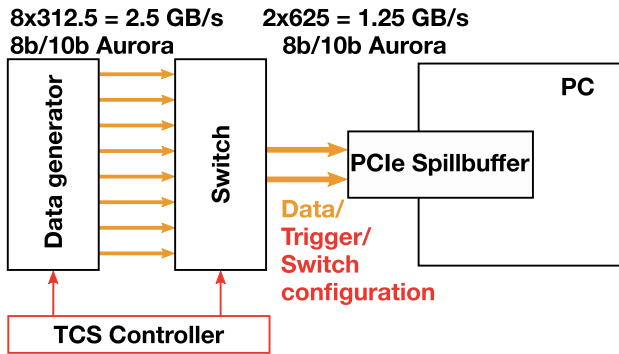 8x312.5 = 2.5 GB/s
8b/10b Aurora
2x625 = 1.25 GB/s
8b/10b Aurora
Data generator
Switch
PC
PCIe Spillbuffer
Data/
Trigger/
Switch
configuration
TCS Controller